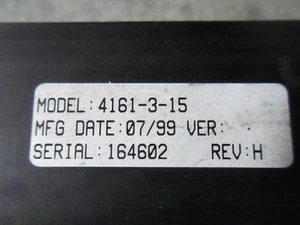 MODEL:4161-3-15
MFG DATE:07/99 VER:
SERIAL:164602 REV:H